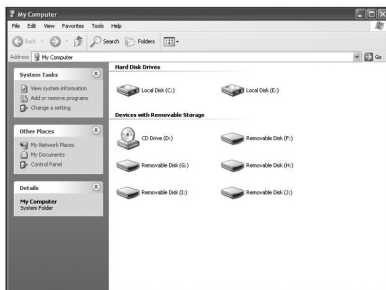 My Computer
File Edit View Favorites Tools Help
Back Search Folders
Address My Computer Go
System Tasks
View system information
Add or remove programs
Change a setting
Other Places
My Network Places
My Documents
Control Panel
Details
My Computer
System Folder
Hard Disk Drives
Local Disk (C:) Local Disk (E:)
Devices with Removable Storage
CD Drive (D:) Removable Disk (F:)
Removable Disk (G:) Removable Disk (H:)
Removable Disk (I:) Removable Disk (J:)